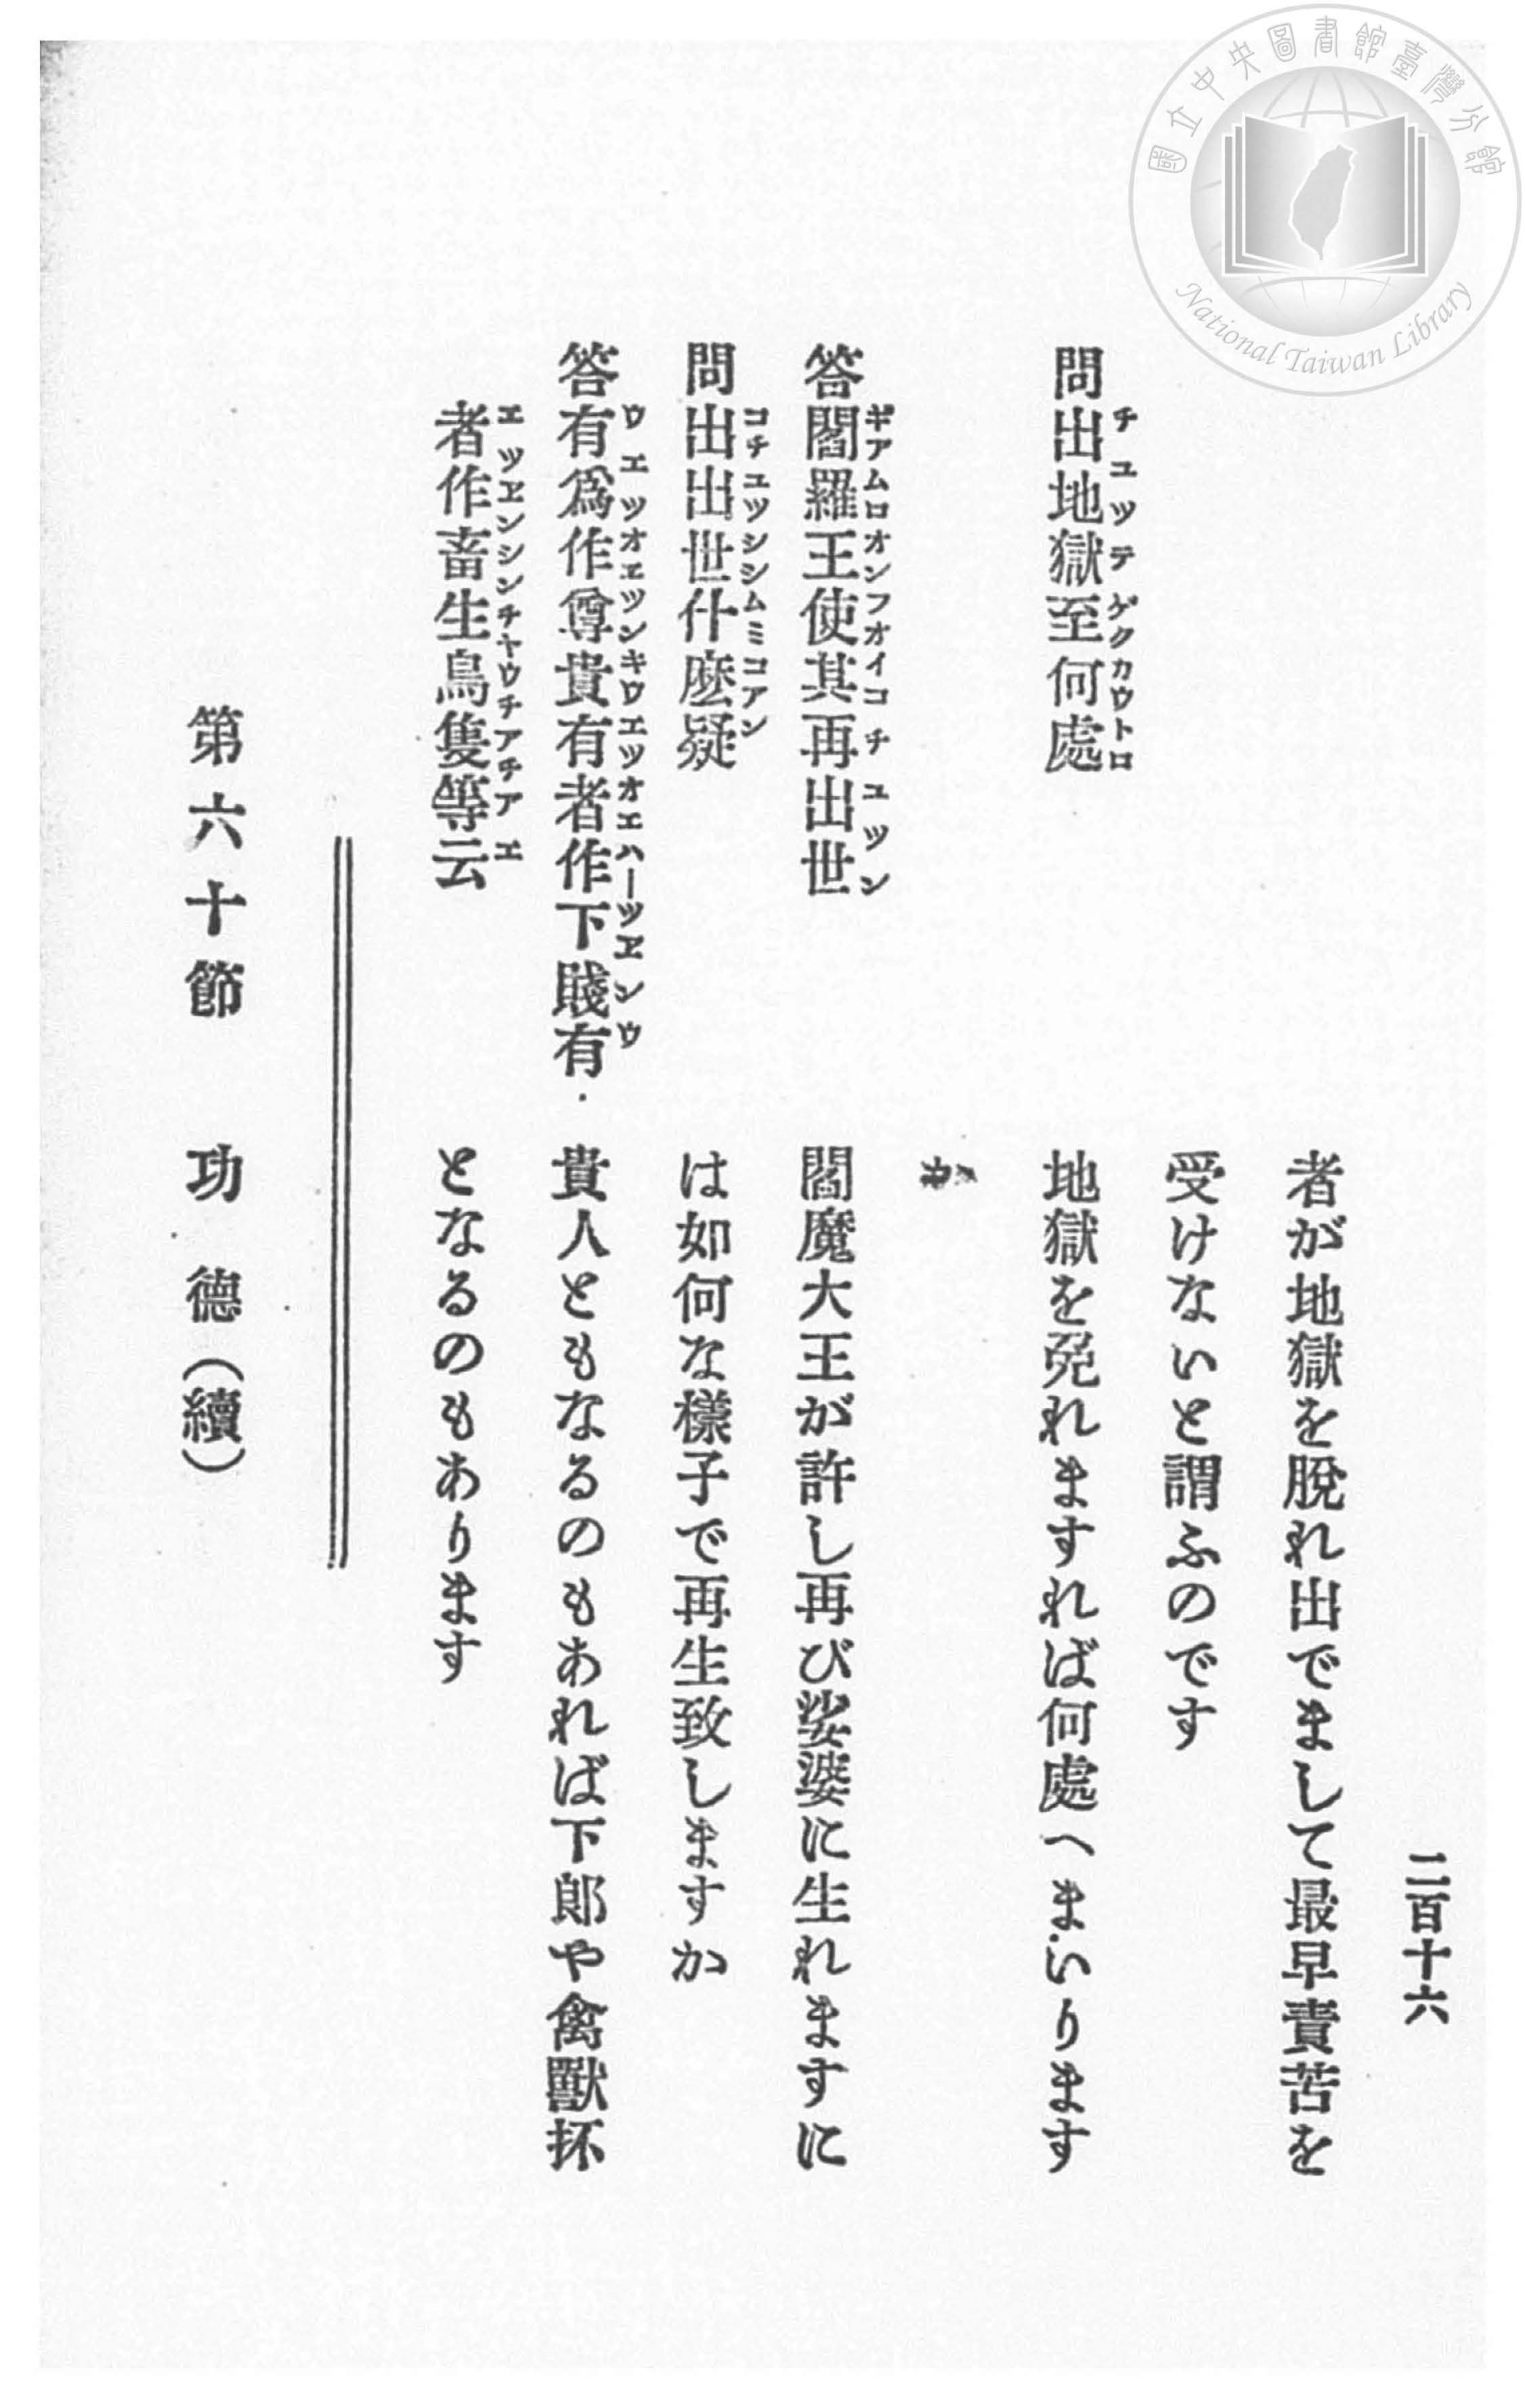 國立中央圖書館臺灣分館
National Taiwan Library
二百十六
者が地獄を脫れ出でまして最早責苦を
受けないと謂ふのです
問出地獄至何處
チユツテゲクカウトロ
地獄を免れますれば何處へまいります
か
答閻羅王使其再出世
ギアムロオンフオイコチユツシ
閻魔大王が許し再び娑婆に生れますに
問出出世什麽疑
コチユツシシムミコアン
は如何な樣子で再生致しますか
答有爲作尊貴有者作下賤有
ウエツオエツンキウエツオエハーツエシウ
貴人ともなるのもあれば下郎や禽獸抔
者作畜生鳥隻等云
エツエンシンチヤウチアチアエ
となるのもあります
第六十節 功德(續)